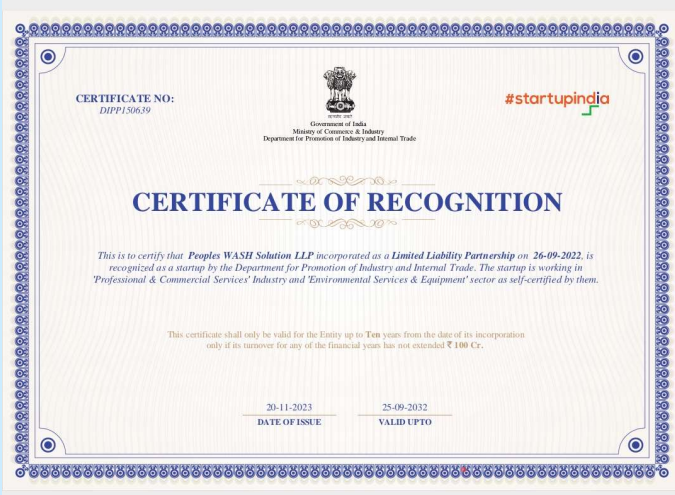 CERTIFICATE NO:
DIPP150639
#startupindia
Government of India
Ministry of Commerce & Industry
Department for Promotion of Industry and Internal Trade
CERTIFICATE OF RECOGNITION
This is to certify that Peoples WASH Solution LLP incorporated as a Limited Liability Partnership on 26-09-2022, is
recognized as a startup by the Department for Promotion of Industry and Internal Trade. The startup is working in
'Professional & Commercial Services' Industry and 'Environmental Services & Equipment' sector as self-certified by them.
This certificate shall only be valid for the Entity up to Ten years from the date of its incorporation
only if its turnover for any of the financial years has not extended ₹ 100 Cr.
20-11-2023
25-09-2032
DATE OF ISSUE
VALID UPTO